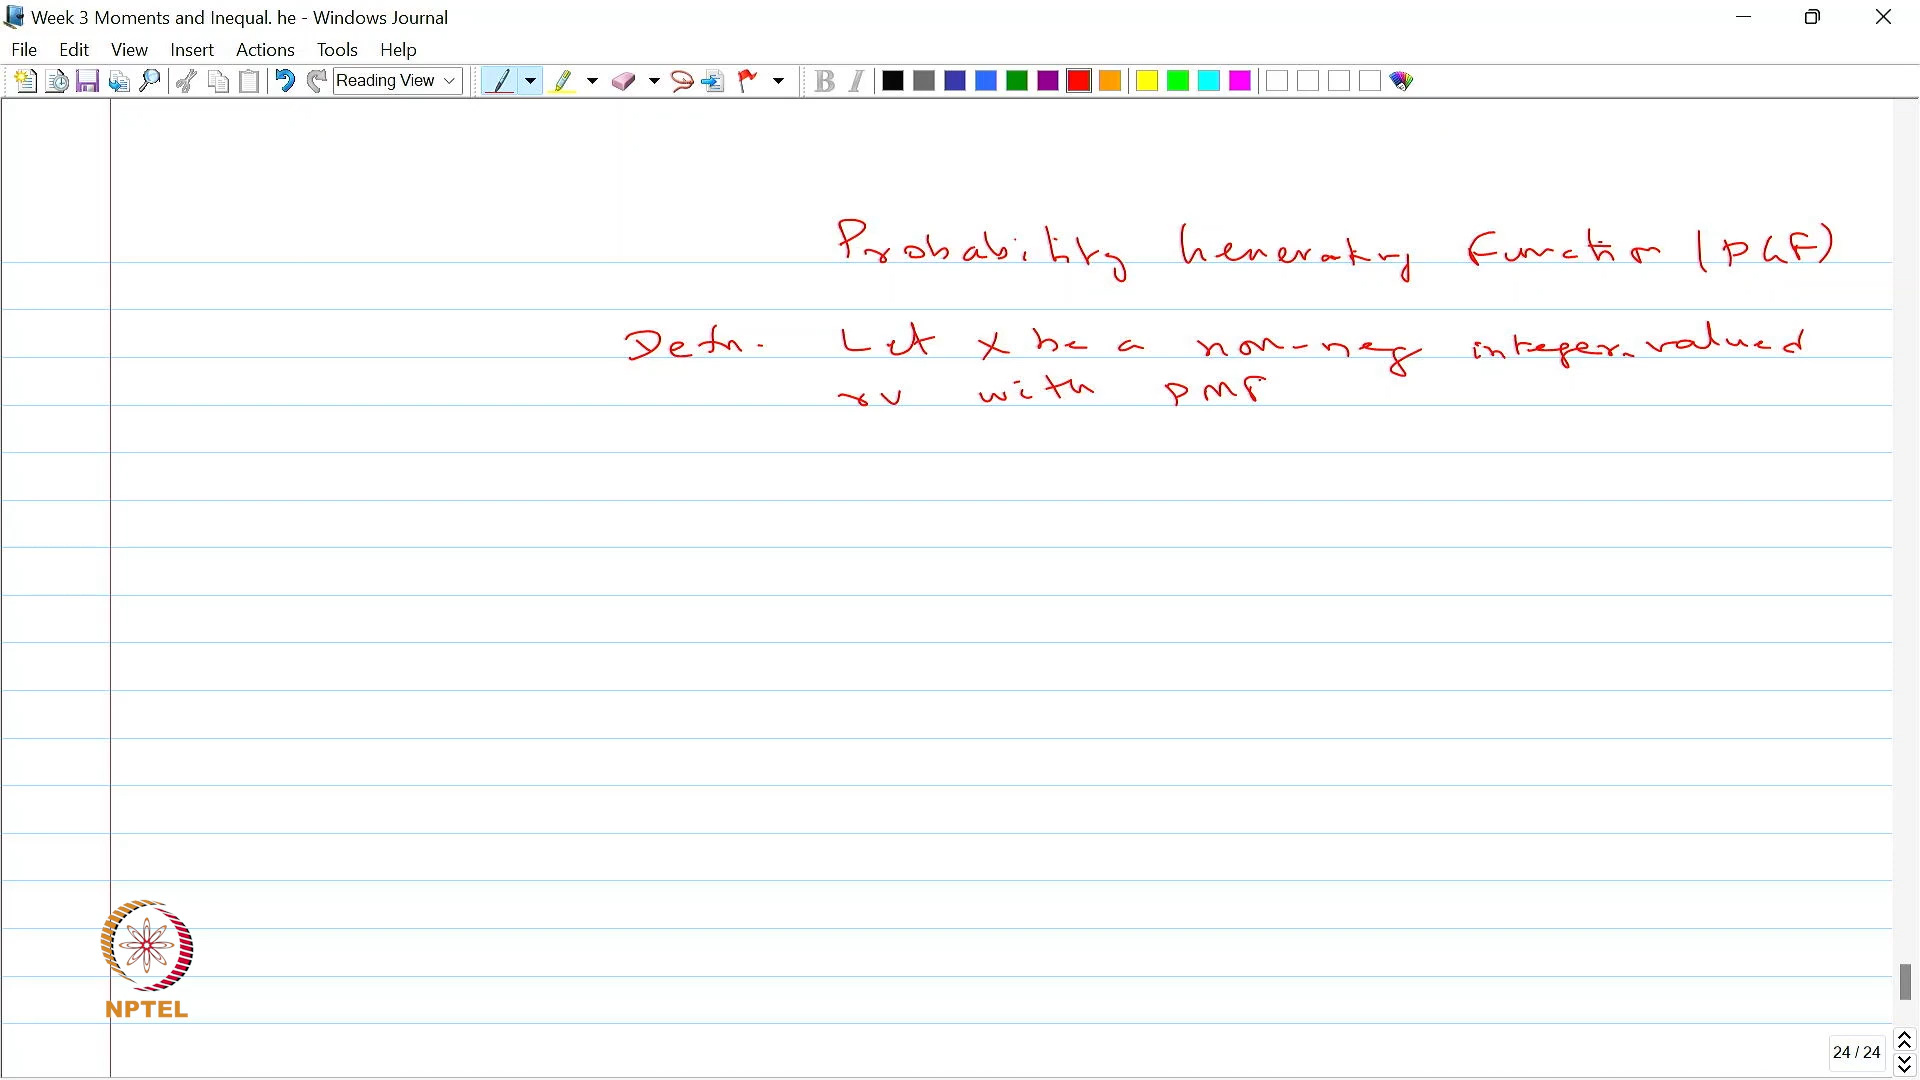 Week 3 Moments and Inequal. he - Windows Journal
File Edit View Insert Actions Tools Help
Reading View B I
Probability Generating Function (PGF)
Defn. Let X be a non-neg integer-valued
rv with PMF
NPTEL
24 / 24